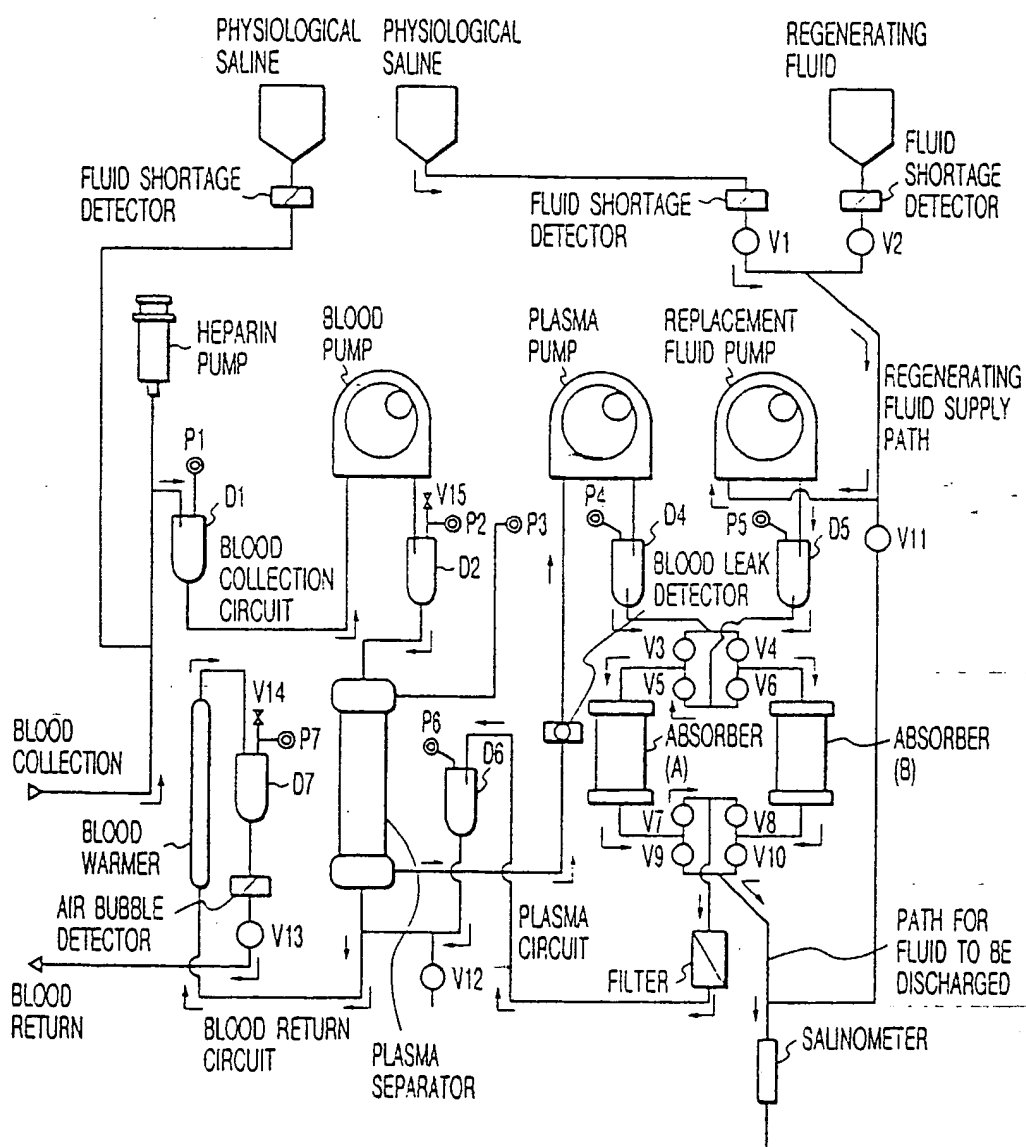 PHYSIOLOGICAL
SALINE
PHYSIOLOGICAL
SALINE
REGENERATING
FLUID
FLUID SHORTAGE
DETECTOR
FLUID SHORTAGE
DETECTOR
FLUID
SHORTAGE
DETECTOR
V1
V2
HEPARIN
PUMP
BLOOD
PUMP
PLASMA
PUMP
REPLACEMENT
FLUID PUMP
REGENERATING
FLUID SUPPLY
PATH
P1
D1
V15
P2
P3
D2
P4
D4
P5
D5
V11
BLOOD
COLLECTION
CIRCUIT
BLOOD LEAK
DETECTOR
V3
V4
V5
V6
BLOOD
COLLECTION
V14
P7
D7
P6
D6
ABSORBER
(A)
ABSORBER
(B)
BLOOD
WARMER
V7
V8
V9
V10
AIR BUBBLE
DETECTOR
V13
V12
PLASMA
CIRCUIT
FILTER
PATH FOR
FLUID TO BE
DISCHARGED
BLOOD
RETURN
BLOOD RETURN
CIRCUIT
PLASMA
SEPARATOR
SALINOMETER